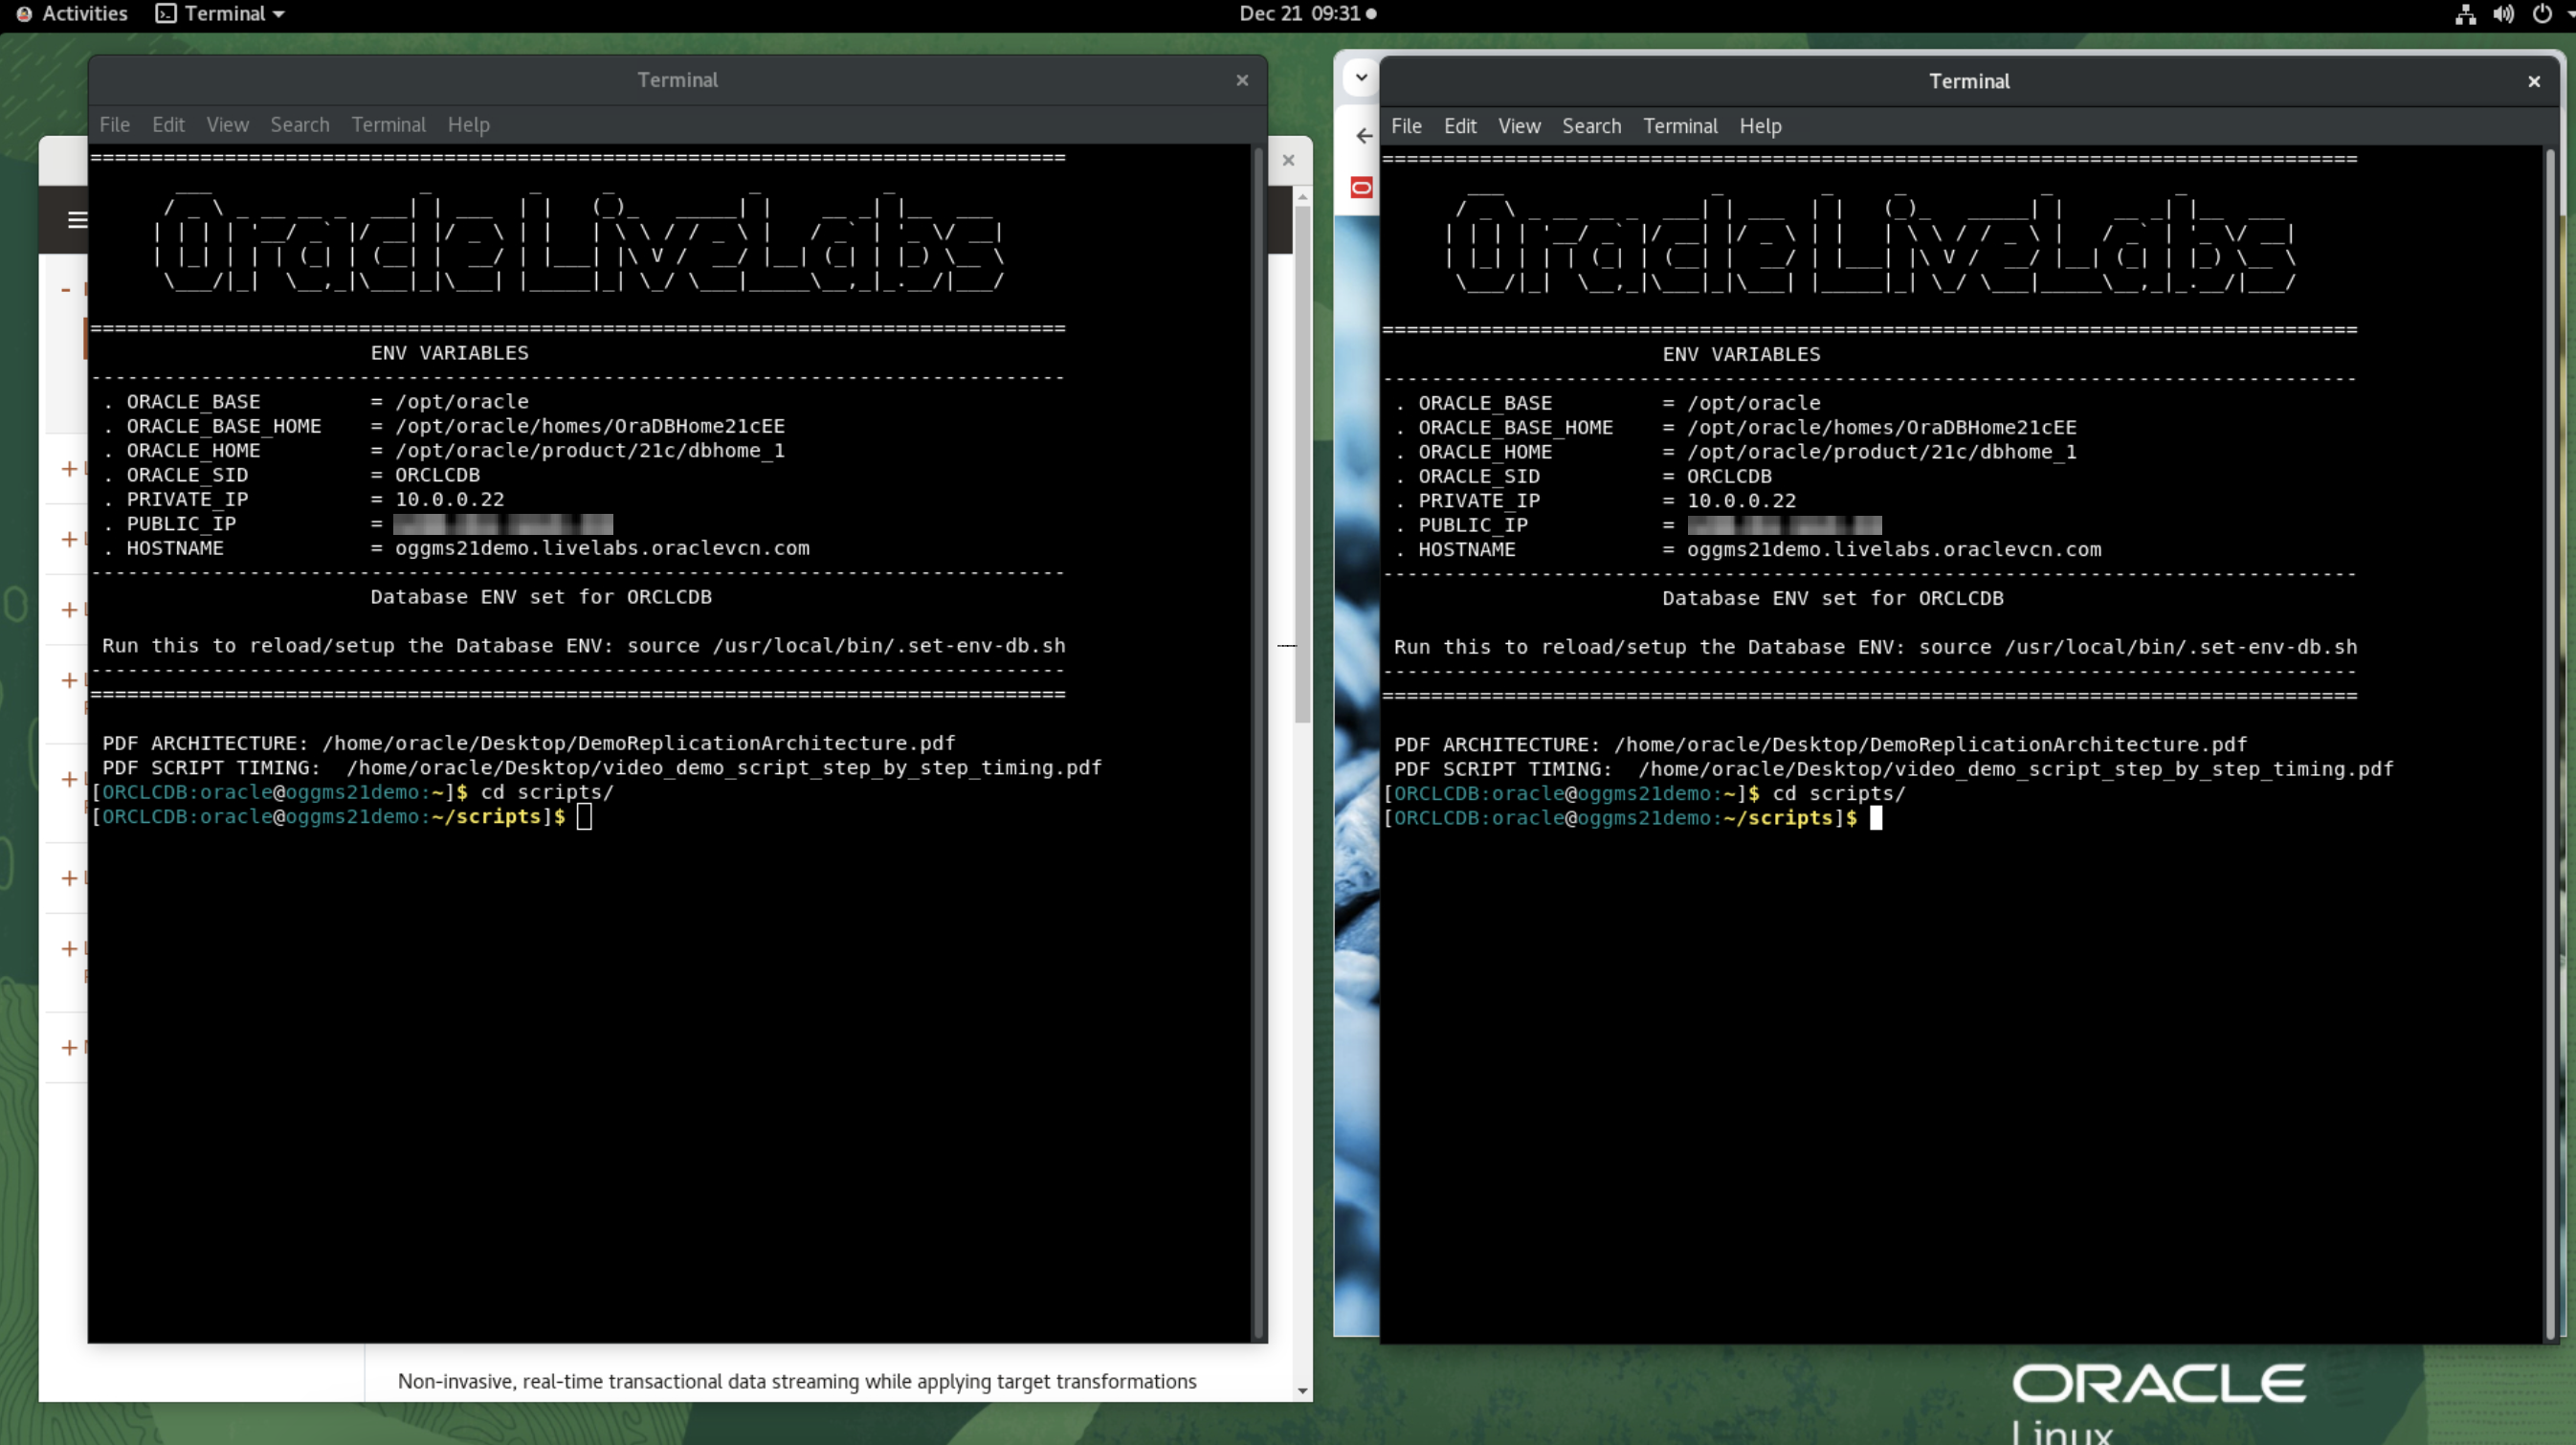 Activities Terminal Dec 21 09:31
Terminal
File Edit View Search Terminal Help
================================================================================
Oracle LiveLabs
================================================================================
ENV VARIABLES
--------------------------------------------------------------------------------
. ORACLE_BASE = /opt/oracle
. ORACLE_BASE_HOME = /opt/oracle/homes/OraDBHome21cEE
. ORACLE_HOME = /opt/oracle/product/21c/dbhome_1
. ORACLE_SID = ORCLCDB
. PRIVATE_IP = 10.0.0.22
. PUBLIC_IP =
. HOSTNAME = oggms21demo.livelabs.oraclevcn.com
--------------------------------------------------------------------------------
Database ENV set for ORCLCDB
Run this to reload/setup the Database ENV: source /usr/local/bin/.set-env-db.sh
--------------------------------------------------------------------------------
================================================================================
PDF ARCHITECTURE: /home/oracle/Desktop/DemoReplicationArchitecture.pdf
PDF SCRIPT TIMING: /home/oracle/Desktop/video_demo_script_step_by_step_timing.pdf
[ORCLCDB:oracle@oggms21demo:~]$ cd scripts/
[ORCLCDB:oracle@oggms21demo:~/scripts]$
Non-invasive, real-time transactional data streaming while applying target transformations
Terminal
File Edit View Search Terminal Help
================================================================================
Oracle LiveLabs
================================================================================
ENV VARIABLES
--------------------------------------------------------------------------------
. ORACLE_BASE = /opt/oracle
. ORACLE_BASE_HOME = /opt/oracle/homes/OraDBHome21cEE
. ORACLE_HOME = /opt/oracle/product/21c/dbhome_1
. ORACLE_SID = ORCLCDB
. PRIVATE_IP = 10.0.0.22
. PUBLIC_IP =
. HOSTNAME = oggms21demo.livelabs.oraclevcn.com
--------------------------------------------------------------------------------
Database ENV set for ORCLCDB
Run this to reload/setup the Database ENV: source /usr/local/bin/.set-env-db.sh
--------------------------------------------------------------------------------
================================================================================
PDF ARCHITECTURE: /home/oracle/Desktop/DemoReplicationArchitecture.pdf
PDF SCRIPT TIMING: /home/oracle/Desktop/video_demo_script_step_by_step_timing.pdf
[ORCLCDB:oracle@oggms21demo:~]$ cd scripts/
[ORCLCDB:oracle@oggms21demo:~/scripts]$
ORACLE
Linux